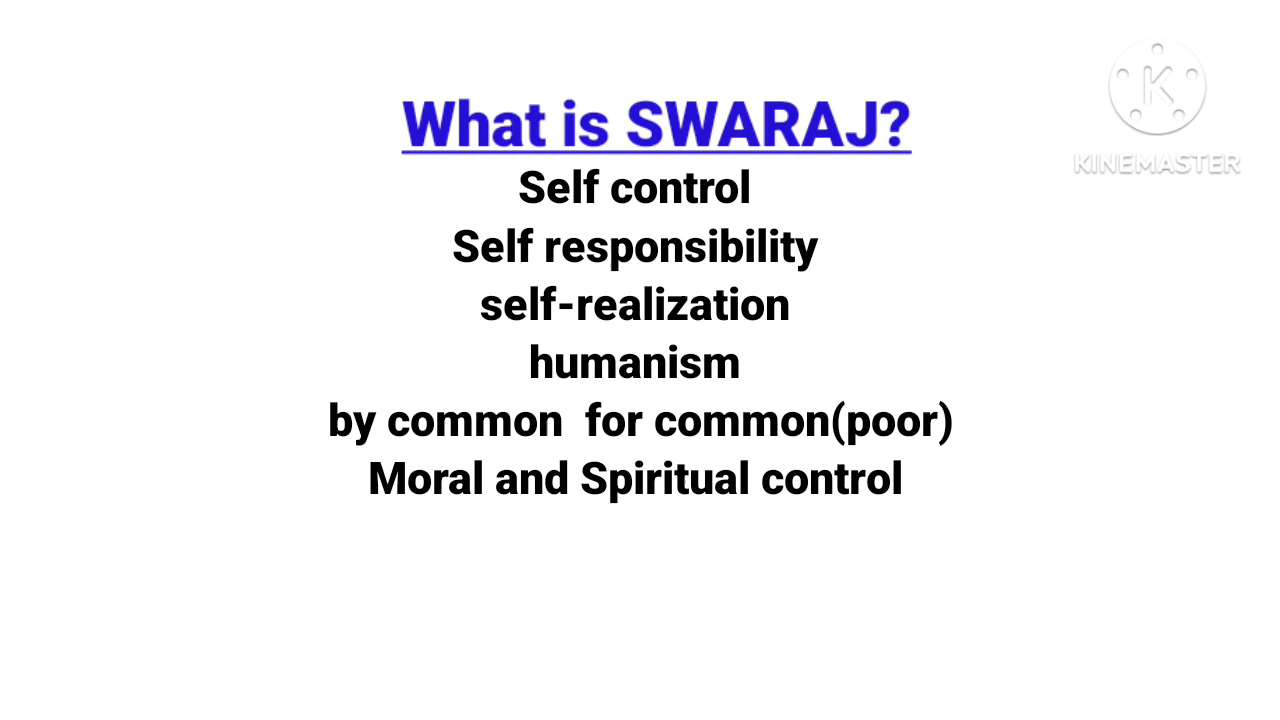 What is SWARAJ?
Self control
Self responsibility
self-realization
humanism
by common  for common(poor)
Moral and Spiritual control
K
KINEMASTER